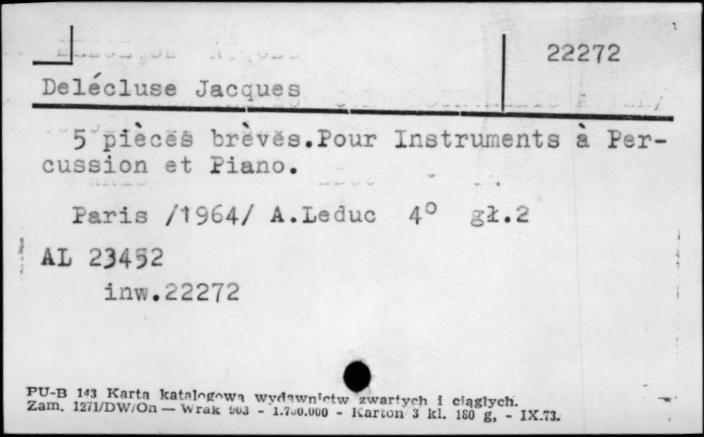 22272
Delécluse Jacques
5 pièces brèves.Pour Instruments à Per-
cussion et Piano.
Paris /1964/ A.Leduc 4° gł.2
AL 23452
inw.22272
PU-B 143 Karta katalogowa wydawnictw zwartych i ciągłych.
Zam. 1271/DW/On — Wrak 903 - 1.700.000 - Karton 3 kl. 180 g, - IX.73.